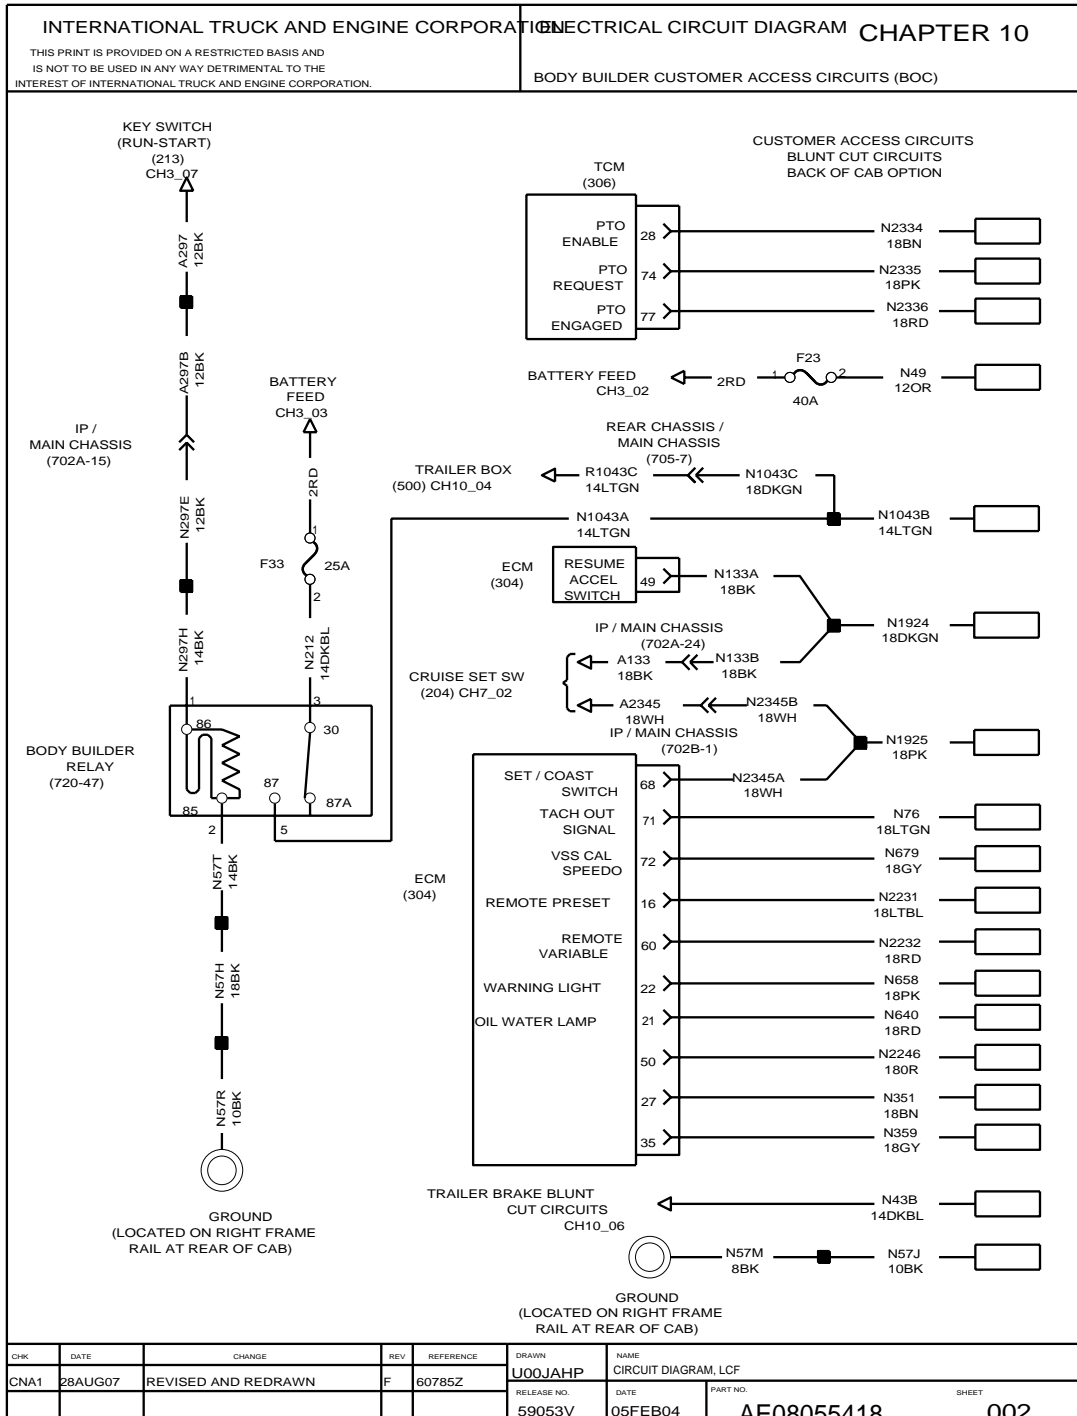 INTERNATIONAL TRUCK AND ENGINE CORPORATION
THIS PRINT IS PROVIDED ON A RESTRICTED BASIS AND
IS NOT TO BE USED IN ANY WAY DETRIMENTAL TO THE
INTEREST OF INTERNATIONAL TRUCK AND ENGINE CORPORATION.
ELECTRICAL CIRCUIT DIAGRAM CHAPTER 10
BODY BUILDER CUSTOMER ACCESS CIRCUITS (BOC)
KEY SWITCH
(RUN-START)
(213)
CH3_07
A297
12BK
A297B
12BK
IP /
MAIN CHASSIS
(702A-15)
N297E
12BK
N297H
14BK
BATTERY
FEED
CH3_03
2RD
1
F33
25A
2
N212
14DKBL
1
3
86
30
BODY BUILDER
RELAY
(720-47)
87
85
87A
2
5
N57T
14BK
N57H
18BK
N57R
10BK
GROUND
(LOCATED ON RIGHT FRAME
RAIL AT REAR OF CAB)
CUSTOMER ACCESS CIRCUITS
BLUNT CUT CIRCUITS
BACK OF CAB OPTION
TCM
(306)
PTO
ENABLE
28
N2334
18BN
PTO
REQUEST
74
N2335
18PK
PTO
ENGAGED
77
N2336
18RD
BATTERY FEED
CH3_02
2RD
1
F23
2
40A
N49
12OR
REAR CHASSIS /
MAIN CHASSIS
(705-7)
TRAILER BOX
(500) CH10_04
R1043C
14LTGN
N1043C
18DKGN
N1043A
14LTGN
N1043B
14LTGN
ECM
(304)
RESUME
ACCEL
SWITCH
49
N133A
18BK
N1924
18DKGN
IP / MAIN CHASSIS
(702A-24)
A133
18BK
N133B
18BK
CRUISE SET SW
(204) CH7_02
A2345
18WH
N2345B
18WH
IP / MAIN CHASSIS
(702B-1)
N1925
18PK
SET / COAST
SWITCH
68
N2345A
18WH
TACH OUT
SIGNAL
71
N76
18LTGN
ECM
(304)
VSS CAL
SPEEDO
72
N679
18GY
REMOTE PRESET
16
N2231
18LTBL
REMOTE
VARIABLE
60
N2232
18RD
WARNING LIGHT
22
N658
18PK
OIL WATER LAMP
21
N640
18RD
50
N2246
180R
27
N351
18BN
35
N359
18GY
TRAILER BRAKE BLUNT
CUT CIRCUITS
CH10_06
N43B
14DKBL
N57M
8BK
N57J
10BK
GROUND
(LOCATED ON RIGHT FRAME
RAIL AT REAR OF CAB)
CHK DATE CHANGE REV REFERENCE
CNA1 28AUG07 REVISED AND REDRAWN F 60785Z
DRAWN
U00JAHP
NAME
CIRCUIT DIAGRAM, LCF
RELEASE NO.
59053V
DATE
05FEB04
PART NO.
AE08055418
SHEET
002